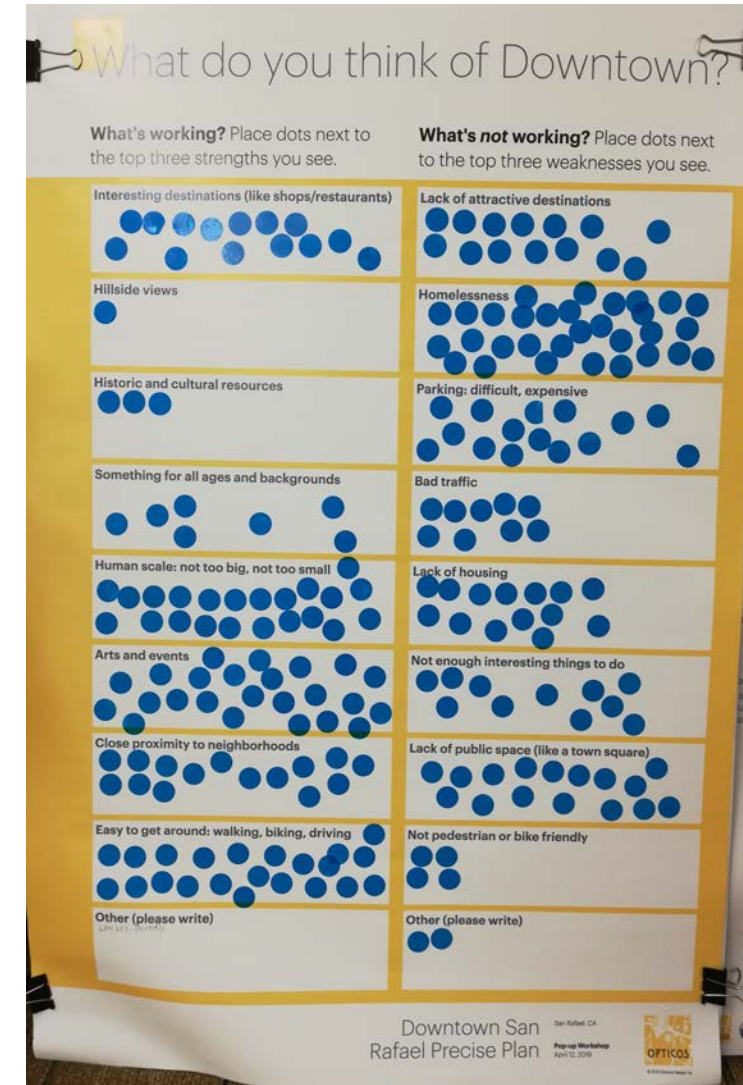 What do you think of Downtown?
What's working? Place dots next to
the top three strengths you see.
Interesting destinations (like shops/restaurants)
Hillside views
Historic and cultural resources
Something for all ages and backgrounds
Human scale: not too big, not too small
Arts and events
Close proximity to neighborhoods
Easy to get around: walking, biking, driving
Other (please write)
What's not working? Place dots next
to the top three weaknesses you see.
Lack of attractive destinations
Homelessness
Parking: difficult, expensive
Bad traffic
Lack of housing
Not enough interesting things to do
Lack of public space (like a town square)
Not pedestrian or bike friendly
Other (please write)
Downtown San
Rafael Precise Plan
San Rafael, CA
Pop-up Workshop
April 12, 2019
OPTICOS